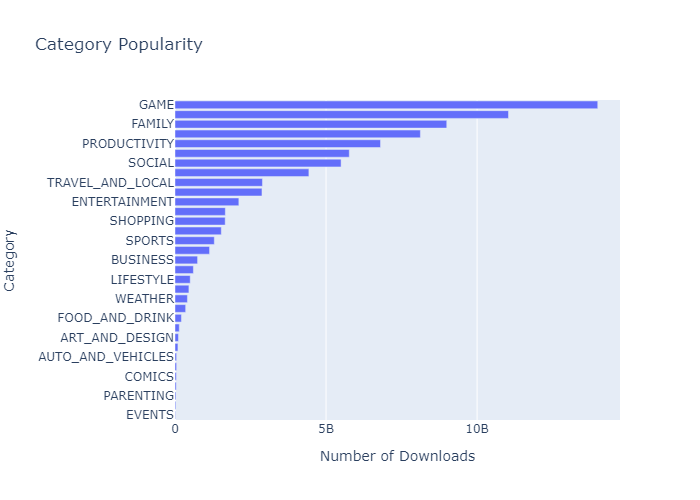 Category Popularity
GAME
FAMILY
PRODUCTIVITY
SOCIAL
TRAVEL_AND_LOCAL
ENTERTAINMENT
SHOPPING
SPORTS
BUSINESS
LIFESTYLE
WEATHER
FOOD_AND_DRINK
ART_AND_DESIGN
AUTO_AND_VEHICLES
COMICS
PARENTING
EVENTS
Category
0 5B 10B
Number of Downloads